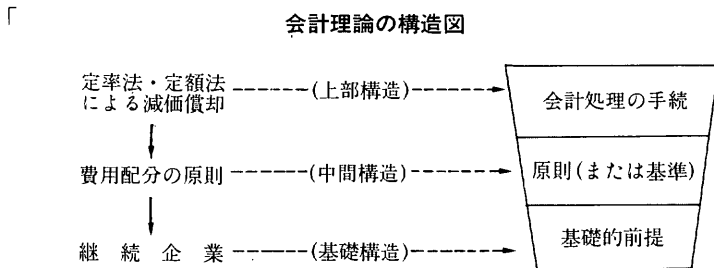 「
会計理論の構造図
定率法・定額法
による減価償却
(上部構造)
会計処理の手続
費用配分の原則
(中間構造)
原則(または基準)
継続企業
(基礎構造)
基礎的前提